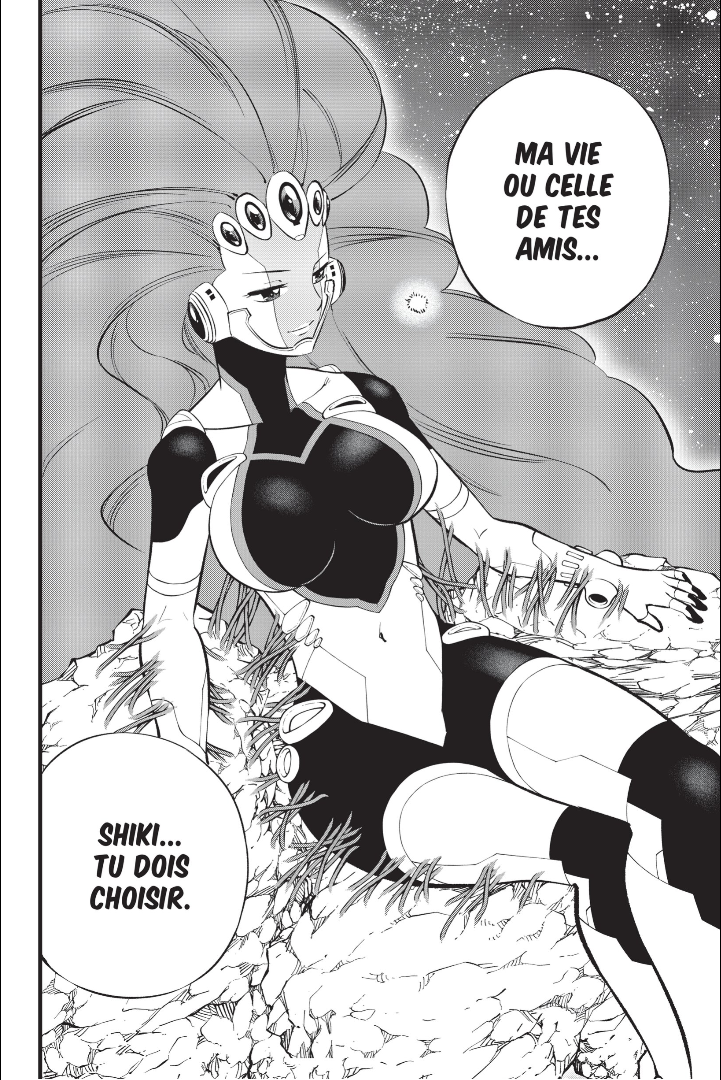 MA VIE
OU CELLE
DE TES
AMIS...
SHIKI...
TU DOIS
CHOISIR.